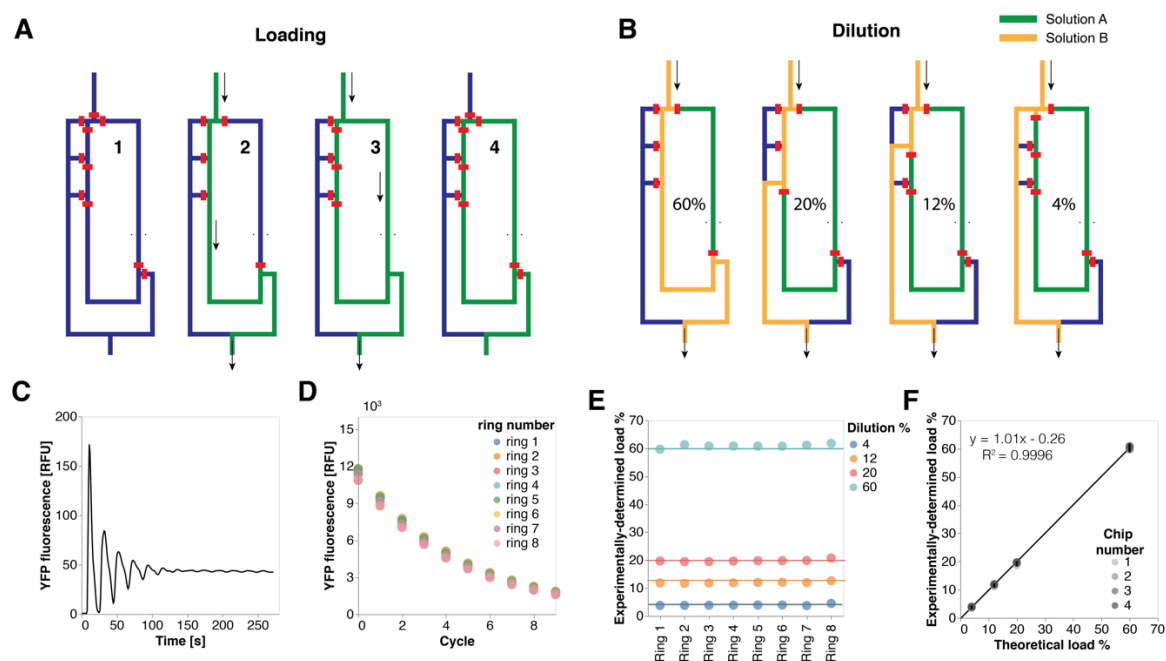 A
Loading
1
2
3
4
B
Dilution
Solution A
Solution B
60%
20%
12%
4%
C
YFP fluorescence [RFU]
200
150
100
50
0
0
50
100
150
200
250
Time [s]
D
10³
YFP fluorescence [RFU]
15
12
9
6
3
0
0
2
4
6
8
Cycle
ring number
ring 1
ring 2
ring 3
ring 4
ring 5
ring 6
ring 7
ring 8
E
Experimentally-determined load %
70
60
50
40
30
20
10
0
Ring 1
Ring 2
Ring 3
Ring 4
Ring 5
Ring 6
Ring 7
Ring 8
Dilution %
4
12
20
60
F
Experimentally-determined load %
70
60
50
40
30
20
10
0
y = 1.01x - 0.26
R² = 0.9996
Chip
number
1
2
3
4
0
10
20
30
40
50
60
70
Theoretical load %